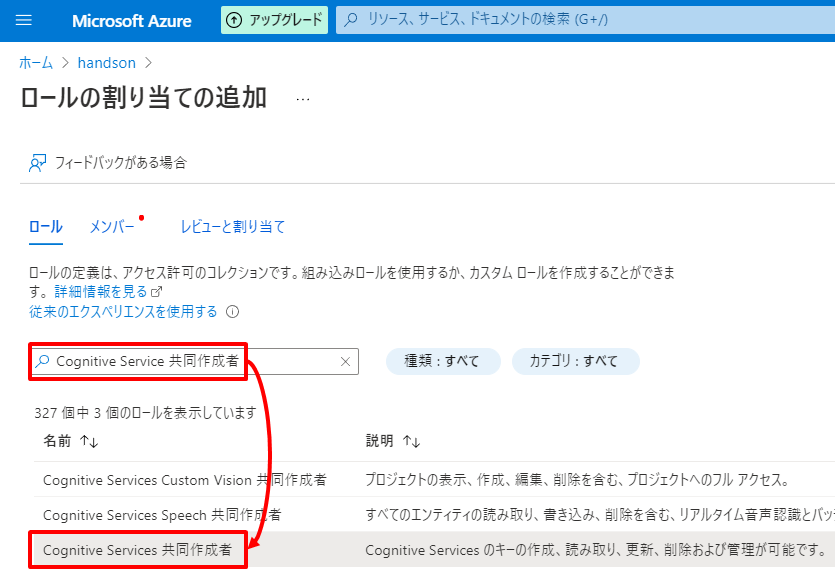 Microsoft Azure
アップグレード
リソース、サービス、ドキュメントの検索 (G+/)
ホーム > handson >
ロールの割り当ての追加 …
フィードバックがある場合
ロール メンバー レビューと割り当て
ロールの定義は、アクセス許可のコレクションです。組み込みロールを使用するか、カスタム ロールを作成することができま
す。 詳細情報を見る
従来のエクスペリエンスを使用する
Cognitive Service 共同作成者
種類 : すべて
カテゴリ : すべて
327 個中 3 個のロールを表示しています
名前 ↑↓ 説明 ↑↓
Cognitive Services Custom Vision 共同作成者 プロジェクトの表示、作成、編集、削除を含む、プロジェクトへのフル アクセス。
Cognitive Services Speech 共同作成者 すべてのエンティティの読み取り、書き込み、削除を含む、リアルタイム音声認識とバッ
Cognitive Services 共同作成者 Cognitive Services のキーの作成、読み取り、更新、削除および管理が可能です。